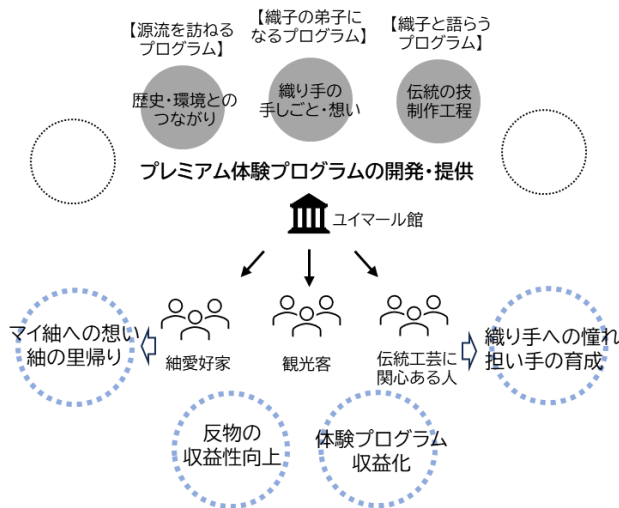 【源流を訪ねる
プログラム】
【織子の弟子に
なるプログラム】
【織子と語らう
プログラム】
歴史・環境との
つながり
織り手の
手しごと・想い
伝統の技
制作工程
プレミアム体験プログラムの開発・提供
ユイマール館
マイ紬への想い
紬の里帰り
紬愛好家
観光客
伝統工芸に
関心ある人
織り手への憧れ
担い手の育成
反物の
収益性向上
体験プログラム
収益化